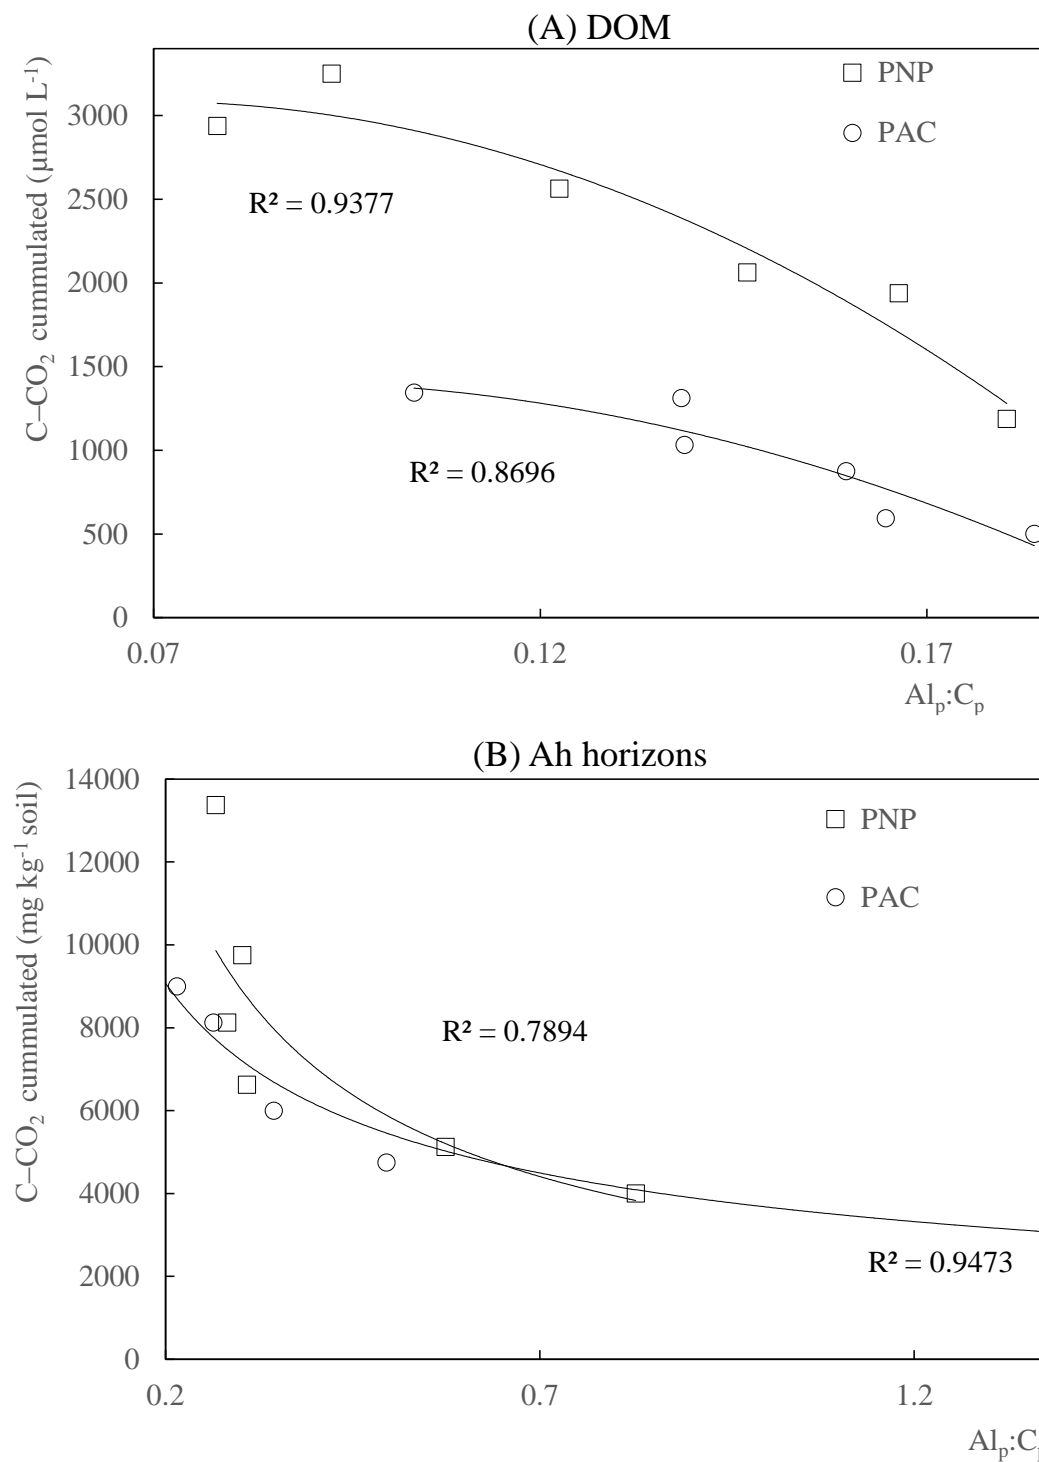 (A) DOM
C–CO₂ cummulated (µmol L⁻¹)
3000
2500
2000
1500
1000
500
0
PNP
PAC
R² = 0.9377
R² = 0.8696
0.07 0.12 0.17
Alₚ:Cₚ
(B) Ah horizons
C–CO₂ cummulated (mg kg⁻¹ soil)
14000
12000
10000
8000
6000
4000
2000
0
PNP
PAC
R² = 0.7894
R² = 0.9473
0.2 0.7 1.2
Alₚ:Cₚ